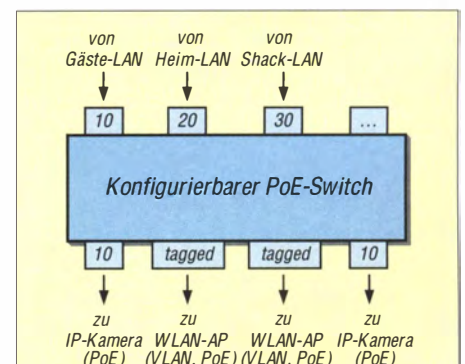 von von von
Gäste-LAN Heim-LAN Shack-LAN
10 20 30 ...
Konfigurierbarer PoE-Switch
10 tagged tagged 10
zu zu zu zu
IP-Kamera WLAN-AP WLAN-AP IP-Kamera
(PoE) (VLAN, PoE) (VLAN, PoE) (PoE)